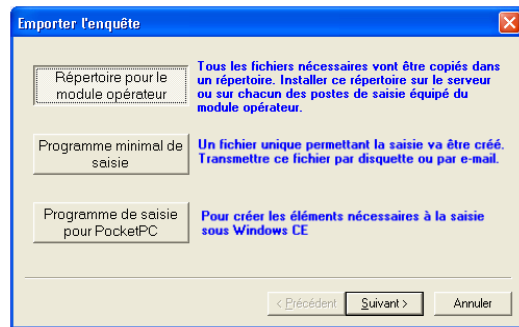 Emporter l'enquête
Répertoire pour le
module opérateur
Tous les fichiers nécessaires vont être copiés dans
un répertoire. Installer ce répertoire sur le serveur
ou sur chacun des postes de saisie équipé du
module opérateur.
Programme minimal de
saisie
Un fichier unique permettant la saisie va être créé.
Transmettre ce fichier par disquette ou par e-mail.
Programme de saisie
pour PocketPC
Pour créer les éléments nécessaires à la saisie
sous Windows CE
< Précédent
Suivant >
Annuler